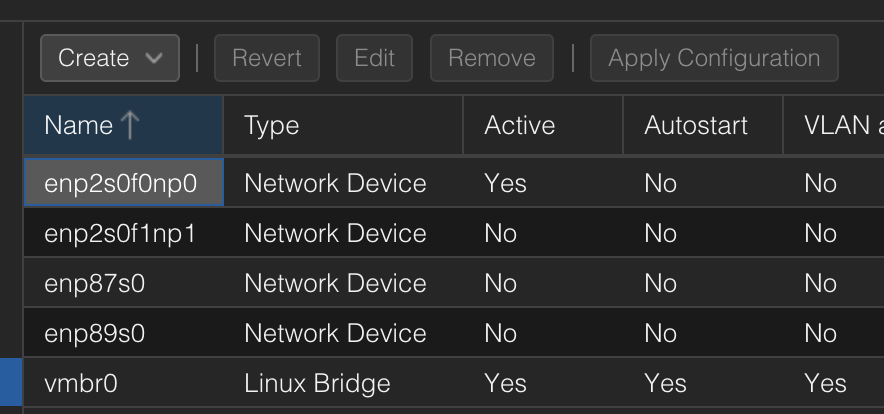 Create Revert Edit Remove Apply Configuration
Name Type Active Autostart VLAN
enp2s0f0np0 Network Device Yes No No
enp2s0f1np1 Network Device No No No
enp87s0 Network Device No No No
enp89s0 Network Device No No No
vmbr0 Linux Bridge Yes Yes Yes